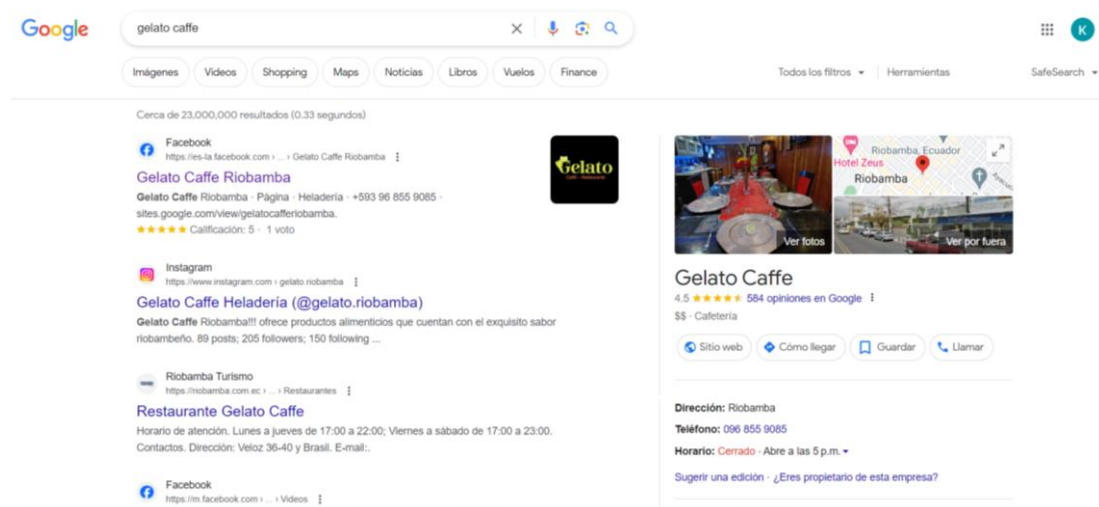 Google
gelato caffe
K
Imágenes
Videos
Shopping
Maps
Noticias
Libros
Vuelos
Finance
Todos los filtros
Herramientas
SafeSearch
Cerca de 23,000,000 resultados (0.33 segundos)
Facebook
https://es-la.facebook.com › ... › Gelato Caffe Riobamba
Gelato Caffe Riobamba
Gelato Caffe Riobamba · Página · Heladería · +593 96 855 9085 ·
sites.google.com/view/gelatocafferiobamba.
Calificación: 5 · 1 voto
Gelato
Café - Restaurante
Instagram
https://www.instagram.com › gelato.riobamba
Gelato Caffe Heladería (@gelato.riobamba)
Gelato Caffe Riobamba!!! ofrece productos alimenticios que cuentan con el exquisito sabor
riobambeño. 89 posts; 205 followers; 150 following ...
Riobamba Turismo
https://riobamba.com.ec › ... › Restaurantes
Restaurante Gelato Caffe
Horario de atención. Lunes a jueves de 17:00 a 22:00; Viernes a sábado de 17:00 a 23:00.
Contactos. Dirección: Veloz 36-40 y Brasil. E-mail:.
Facebook
https://m.facebook.com › ... › Videos
Ver fotos
Riobamba, Ecuador
Hotel Zeus
Riobamba
Ver por fuera
Gelato Caffe
4.5 584 opiniones en Google
$$ · Cafetería
Sitio web
Cómo llegar
Guardar
Llamar
Dirección: Riobamba
Teléfono: 096 855 9085
Horario: Cerrado · Abre a las 5 p.m.
Sugerir una edición · ¿Eres propietario de esta empresa?